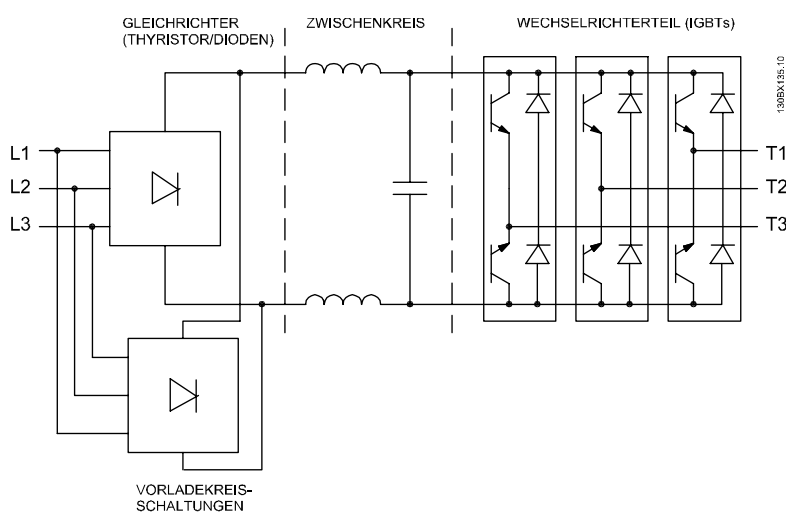 GLEICHRICHTER
(THYRISTOR/DIODEN)
ZWISCHENKREIS
WECHSELRICHTERTEIL (IGBTs)
130BX135.10
L1
L2
L3
T1
T2
T3
VORLADEKREIS-
SCHALTUNGEN